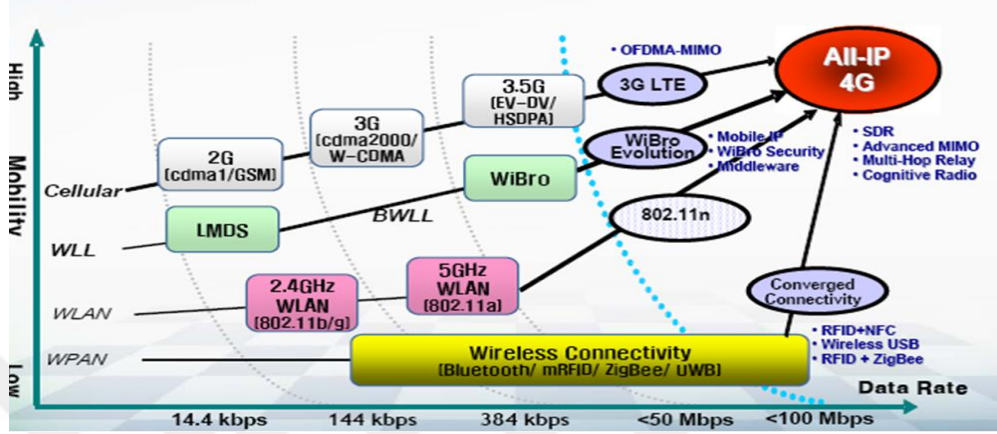 High
Mobility
Low
• OFDMA-MIMO
All-IP
4G
3G LTE
3.5G
(EV-DV/
HSDPA)
3G
(cdma2000/
W-CDMA
2G
(cdma1/GSM)
Cellular
WiBro
Evolution
• Mobile IP
• WiBro Security
• Middleware
• SDR
• Advanced MIMO
• Multi-Hop Relay
• Cognitive Radio
WiBro
BWLL
LMDS
WLL
802.11n
5GHz
WLAN
(802.11a)
2.4GHz
WLAN
(802.11b/g)
WLAN
Converged
Connectivity
• RFID+NFC
• Wireless USB
• RFID + ZigBee
Wireless Connectivity
(Bluetooth/ mRFID/ ZigBee/ UWB)
WPAN
Data Rate
14.4 kbps
144 kbps
384 kbps
<50 Mbps
<100 Mbps